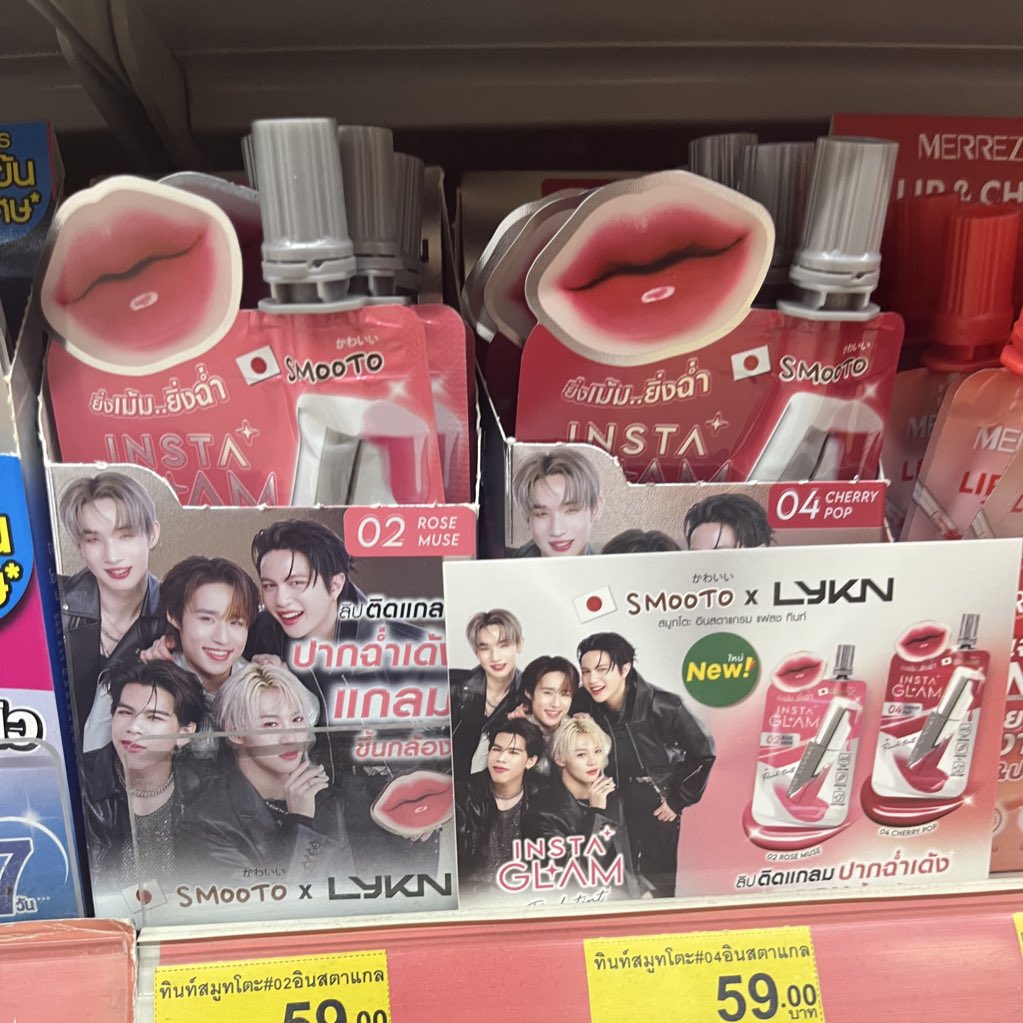 MERREZ
LIP & CH
かわいい
SMOOTO
ยิ่งเม้ม..ยิ่งฉ่ำ
INSTA
GLAM
かわいい
SMOOTO
ยิ่งเม้ม..ยิ่งฉ่ำ
INSTA
GLAM
02 ROSE
MUSE
04 CHERRY
POP
ลิปติดแกลม
ปากฉ่ำเด้ง
แกลม
ขึ้นกล้อง
かわいい
SMOOTO x LYKN
かわいい
SMOOTO x LYKN
สมูทโตะ อินสตาแกรม แฟลช ทินท์
ใหม่
New!
INSTA
GLAM
02 ROSE MUSE
INSTA
GLAM
04 CHERRY POP
INSTA
GLAM
ลิปติดแกลม ปากฉ่ำเด้ง
7
วัน
ทินท์สมูทโตะ#02อินสตาแกล
59.00
ทินท์สมูทโตะ#04อินสตาแกล
59.00
บาท